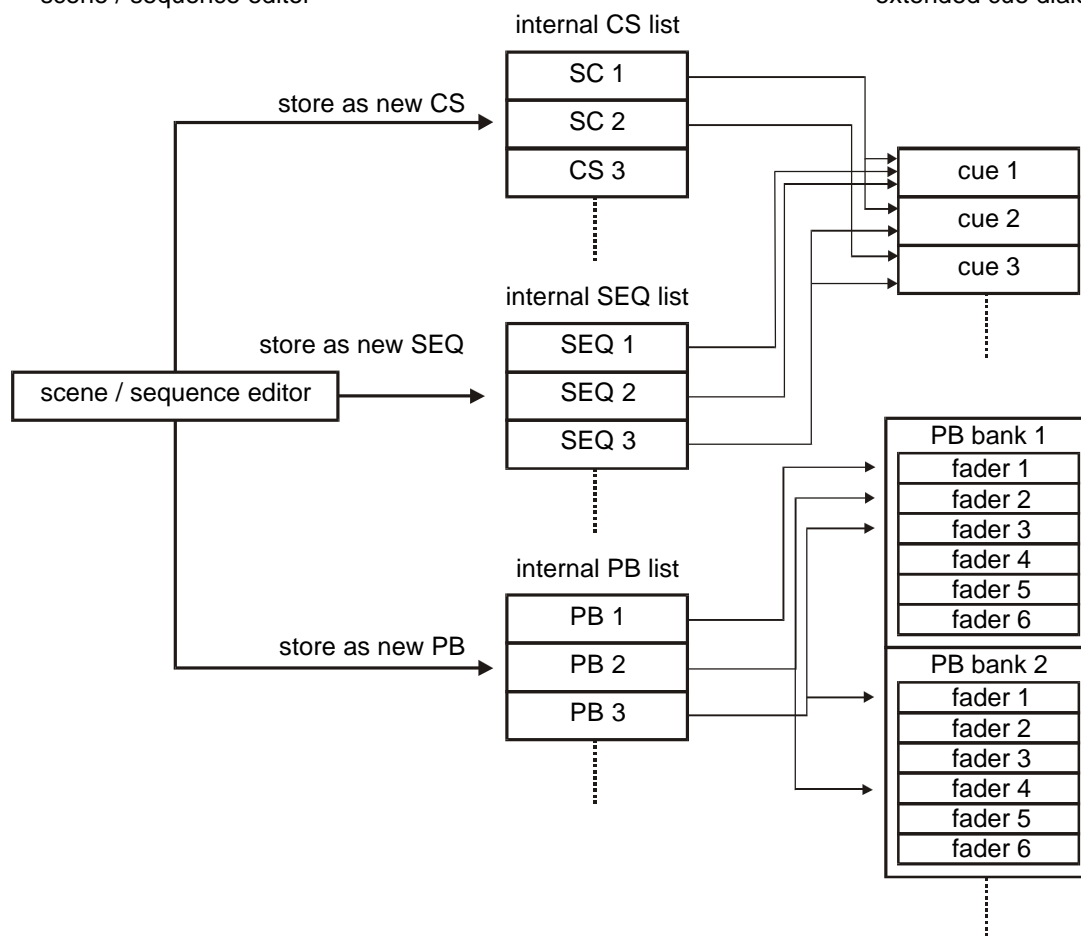 scene / sequence editor
internal CS list
SC 1
store as new CS
SC 2
CS 3
cue 1
cue 2
cue 3
internal SEQ list
store as new SEQ
SEQ 1
scene / sequence editor
SEQ 2
SEQ 3
PB bank 1
fader 1
fader 2
fader 3
fader 4
fader 5
fader 6
internal PB list
PB 1
store as new PB
PB 2
PB 3
PB bank 2
fader 1
fader 2
fader 3
fader 4
fader 5
fader 6